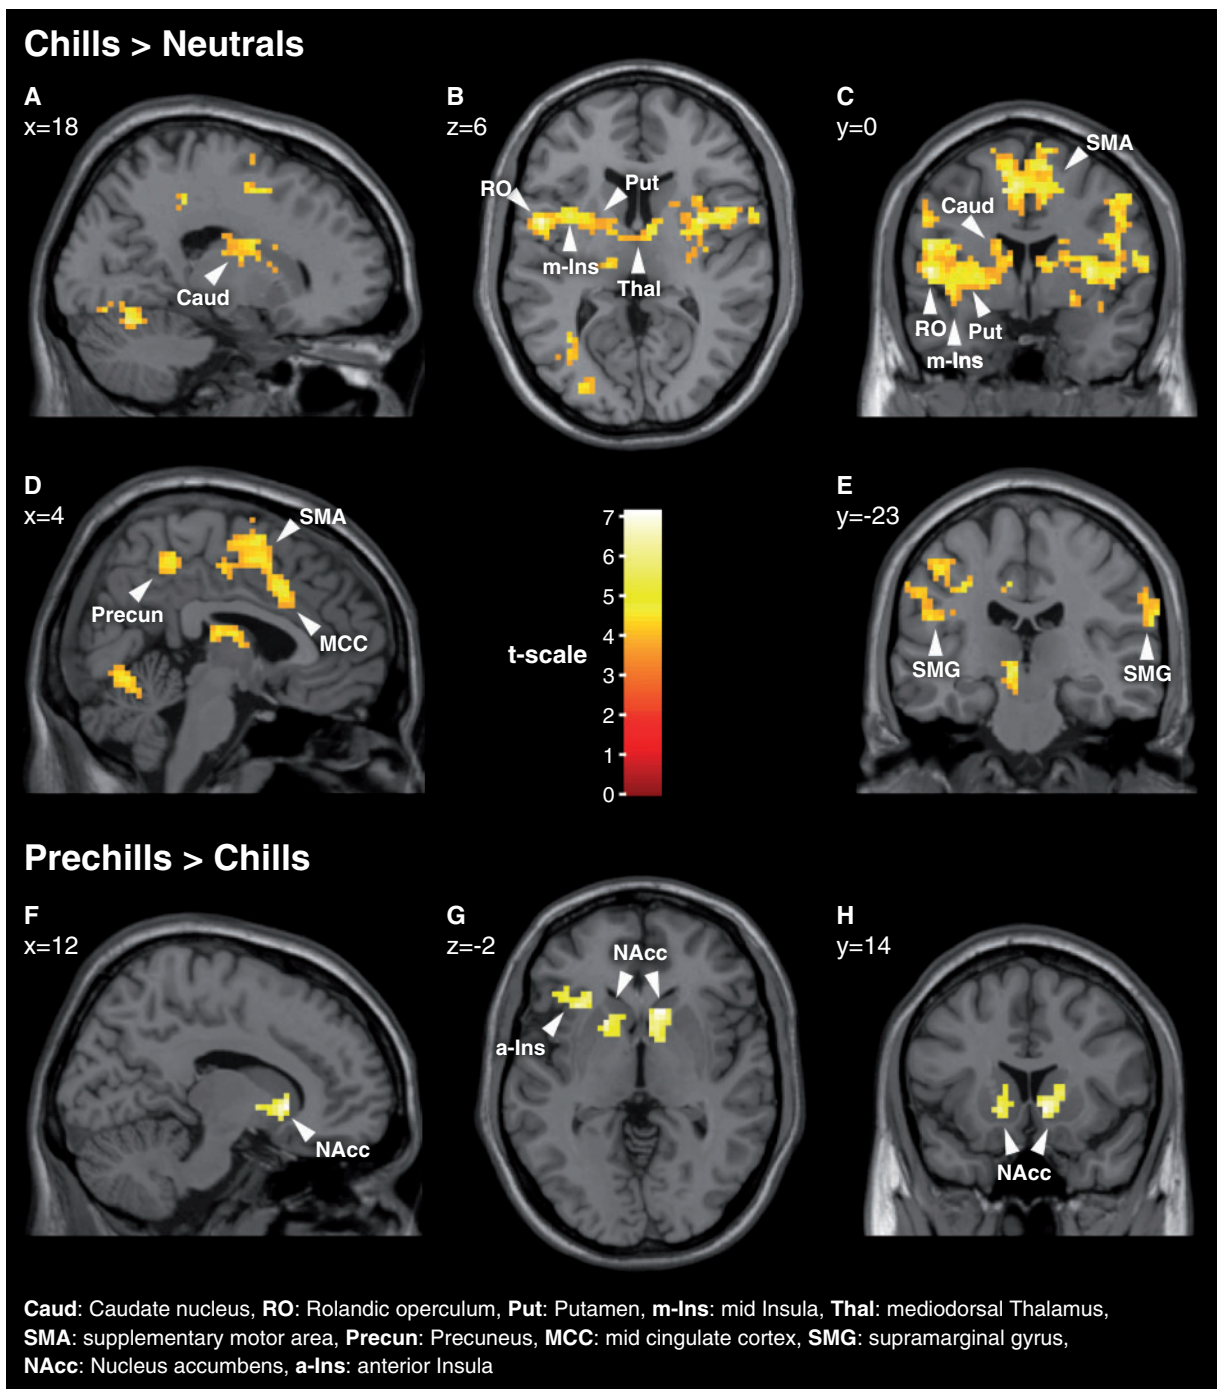 Chills > Neutrals
A
x=18
Caud
B
z=6
RO
Put
m-Ins
Thal
C
y=0
SMA
Caud
RO
Put
m-Ins
D
x=4
SMA
Precun
MCC
t-scale
7
6
5
4
3
2
1
0
E
y=-23
SMG
SMG
Prechills > Chills
F
x=12
NAcc
G
z=-2
NAcc
a-Ins
H
y=14
NAcc
Caud: Caudate nucleus, RO: Rolandic operculum, Put: Putamen, m-Ins: mid Insula, Thal: mediodorsal Thalamus,
SMA: supplementary motor area, Precun: Precuneus, MCC: mid cingulate cortex, SMG: supramarginal gyrus,
NAcc: Nucleus accumbens, a-Ins: anterior Insula